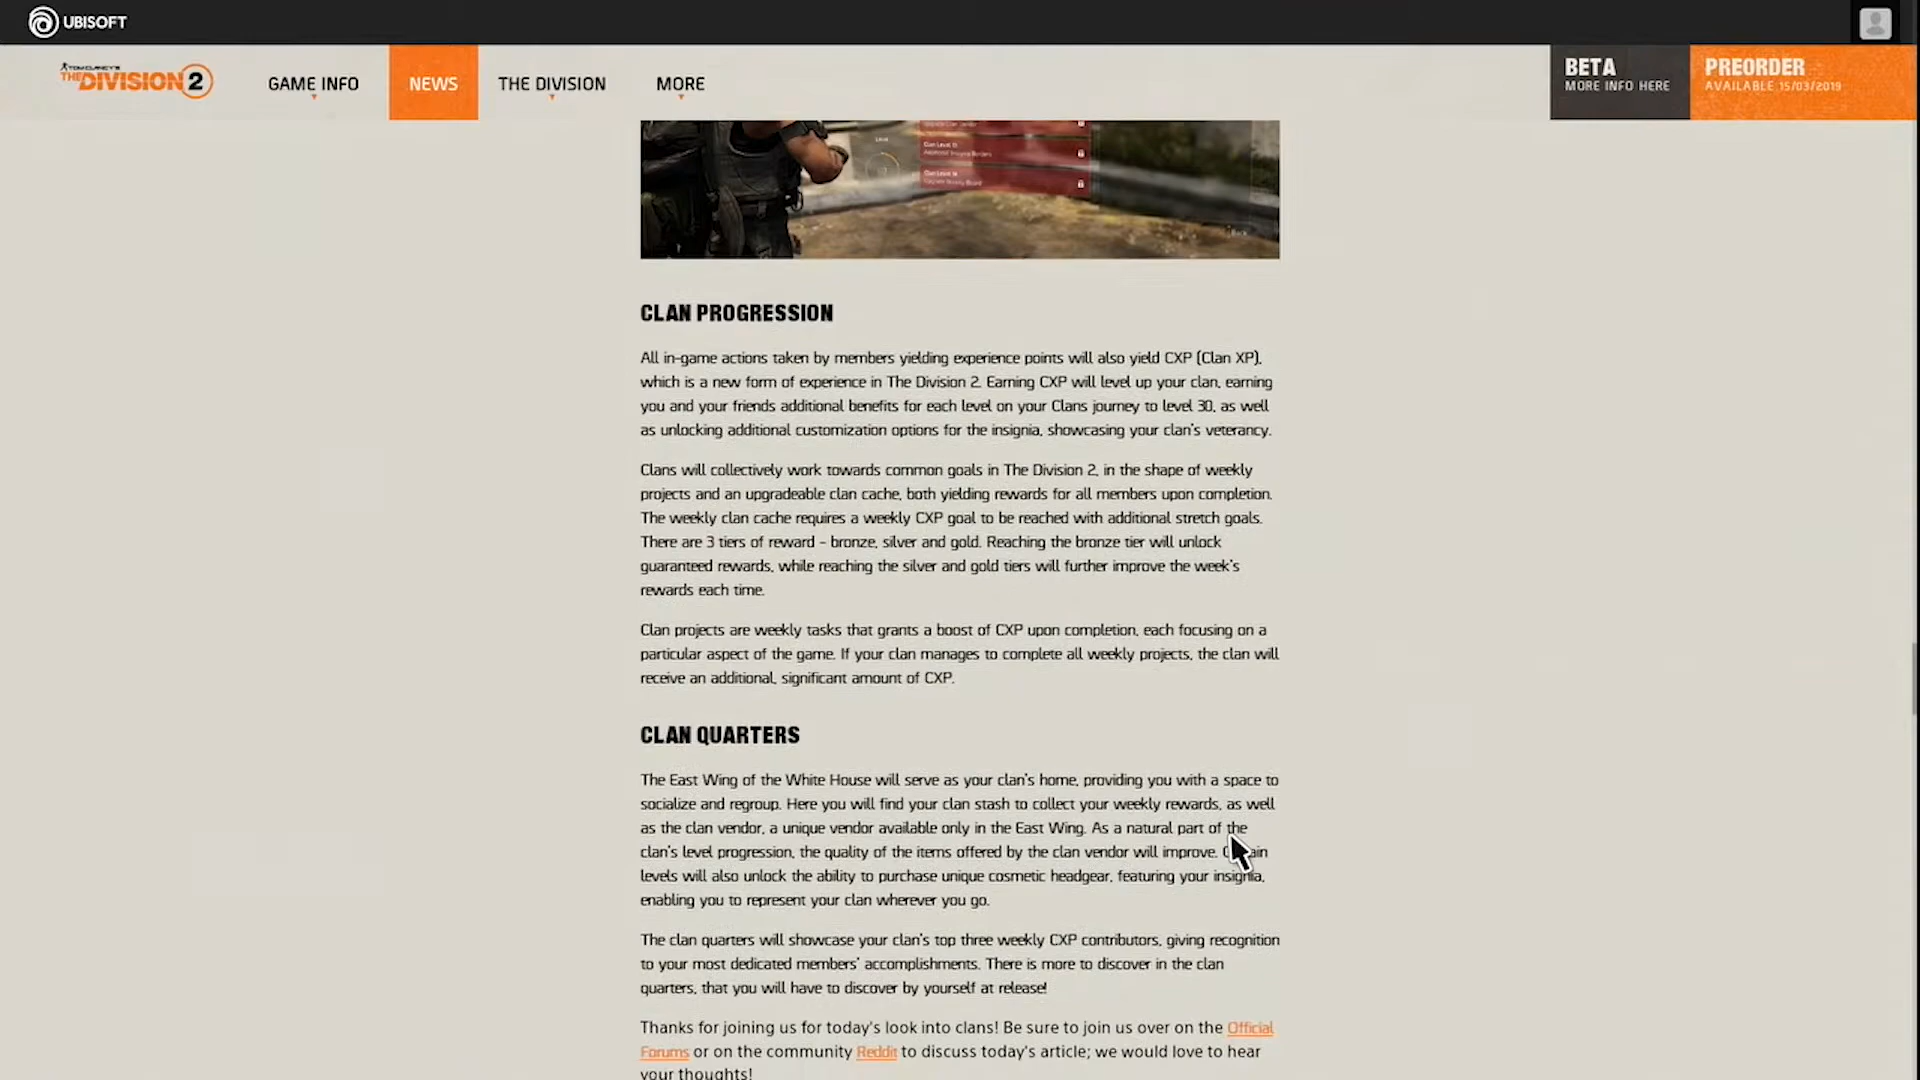 UBISOFT
TOM CLANCY'S
THE DIVISION 2
GAME INFO
NEWS
THE DIVISION
MORE
BETA
MORE INFO HERE
PREORDER
AVAILABLE 15/03/2019
Level
Clan Level 15
Additional Insignia Borders
CLAN PROGRESSION
All in-game actions taken by members yielding experience points will also yield CXP (Clan XP),
which is a new form of experience in The Division 2. Earning CXP will level up your clan, earning
you and your friends additional benefits for each level on your Clans journey to level 30, as well
as unlocking additional customization options for the insignia, showcasing your clan's veterancy.
Clans will collectively work towards common goals in The Division 2, in the shape of weekly
projects and an upgradeable clan cache, both yielding rewards for all members upon completion.
The weekly clan cache requires a weekly CXP goal to be reached with additional stretch goals.
There are 3 tiers of reward - bronze, silver and gold. Reaching the bronze tier will unlock
guaranteed rewards, while reaching the silver and gold tiers will further improve the week's
rewards each time.
Clan projects are weekly tasks that grants a boost of CXP upon completion, each focusing on a
particular aspect of the game. If your clan manages to complete all weekly projects, the clan will
receive an additional, significant amount of CXP.
CLAN QUARTERS
The East Wing of the White House will serve as your clan's home, providing you with a space to
socialize and regroup. Here you will find your clan stash to collect your weekly rewards, as well
as the clan vendor, a unique vendor available only in the East Wing. As a natural part of the
clan's level progression, the quality of the items offered by the clan vendor will improve.
levels will also unlock the ability to purchase unique cosmetic headgear, featuring your insignia,
enabling you to represent your clan wherever you go.
The clan quarters will showcase your clan's top three weekly CXP contributors, giving recognition
to your most dedicated members' accomplishments. There is more to discover in the clan
quarters, that you will have to discover by yourself at release!
Thanks for joining us for today's look into clans! Be sure to join us over on the Official
Forums or on the community Reddit to discuss today's article; we would love to hear
your thoughts!